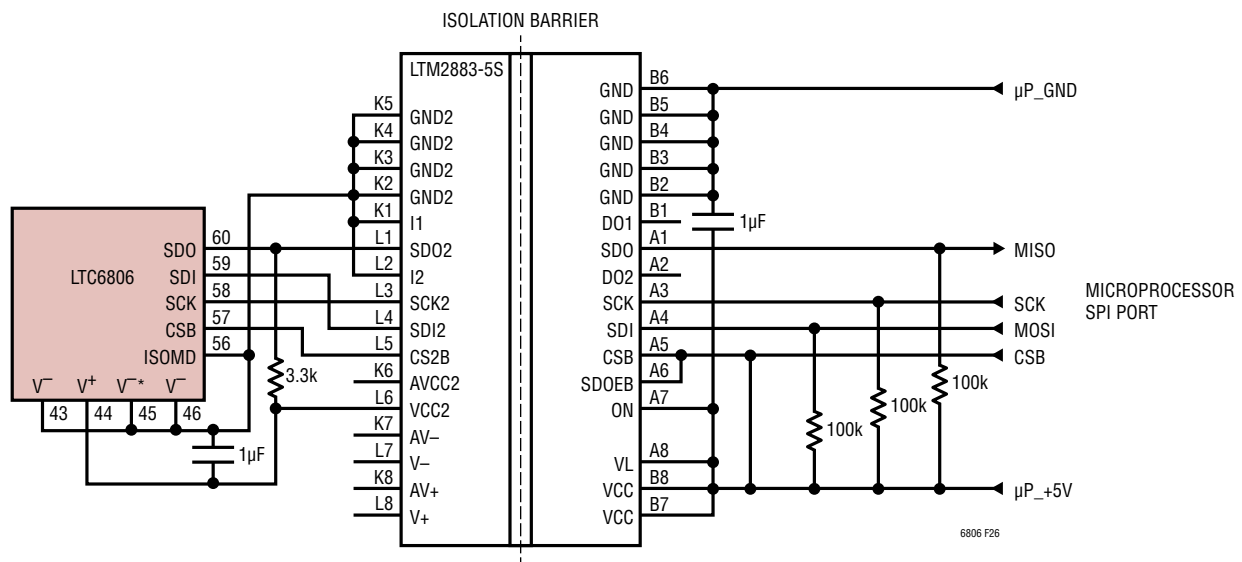 ISOLATION BARRIER
LTM2883-5S
K5 GND2
K4 GND2
K3 GND2
K2 GND2
K1 I1
L1 SDO2
L2 I2
L3 SCK2
L4 SDI2
L5 CS2B
K6 AVCC2
L6 VCC2
K7 AV–
L7 V–
K8 AV+
L8 V+
GND B6
GND B5
GND B4
GND B3
GND B2
DO1 B1
SDO A1
DO2 A2
SCK A3
SDI A4
CSB A5
SDOEB A6
ON A7
VL A8
VCC B8
VCC B7
LTC6806
SDO 60
SDI 59
SCK 58
CSB 57
ISOMD 56
V– V+ V–* V–
43 44 45 46
1µF
3.3k
1µF
100k
100k
100k
µP_GND
MISO
SCK
MOSI
CSB
MICROPROCESSOR
SPI PORT
µP_+5V
6806 F26